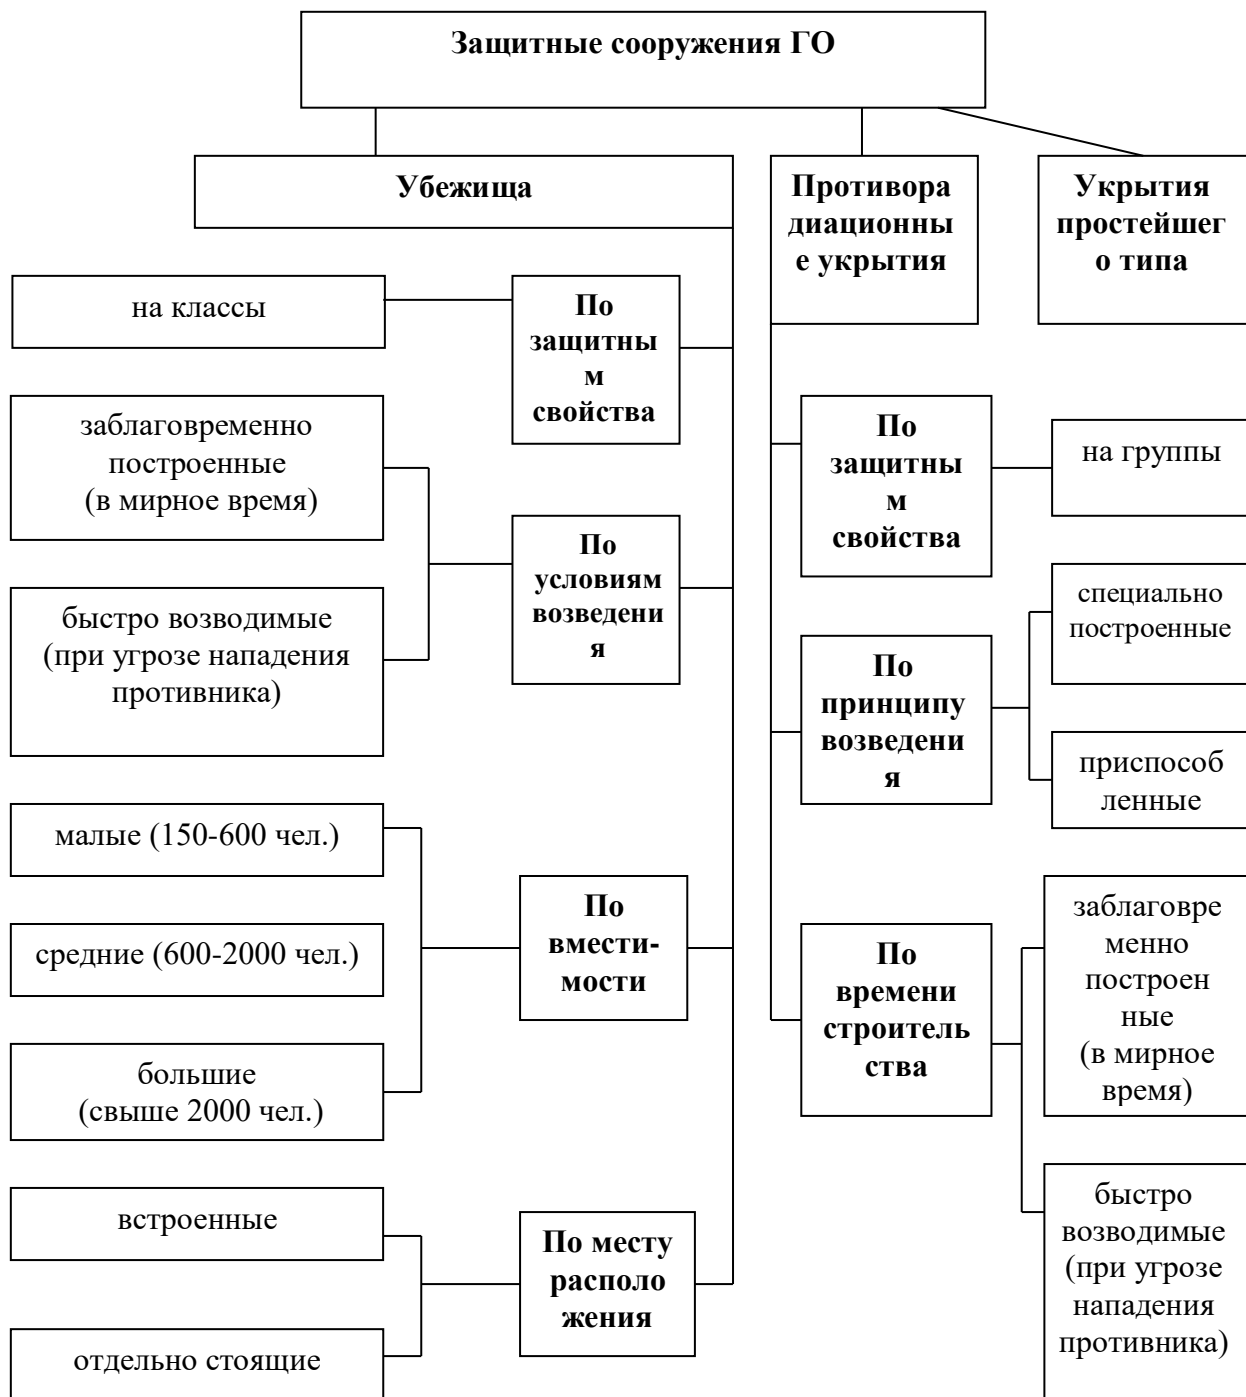 Защитные сооружения ГО
Убежища
Противора
диационны
е укрытия
Укрытия
простейшег
о типа
на классы
По
защитны
м
свойства
заблаговременно
построенные
(в мирное время)
быстро возводимые
(при угрозе нападения
противника)
По
условиям
возведени
я
малые (150-600 чел.)
средние (600-2000 чел.)
большие
(свыше 2000 чел.)
По
вмести-
мости
встроенные
отдельно стоящие
По месту
располо
жения
По
защитны
м
свойства
на группы
По
принципу
возведени
я
специально
построенные
приспособ
ленные
По
времени
строитель
ства
заблаговре
менно
построен
ные
(в мирное
время)
быстро
возводимые
(при угрозе
нападения
противника)